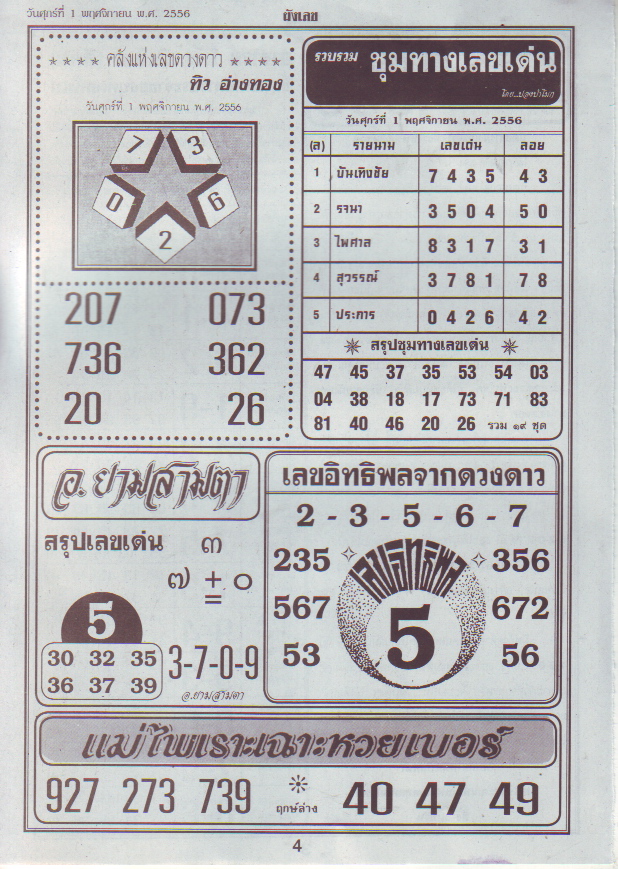 วันศุกร์ที่ 1 พฤศจิกายน พ.ศ. 2556
ผังเลข
คลังแห่งเลขดวงดาว
ทิว อ่างทอง
วันศุกร์ที่ 1 พฤศจิกายน พ.ศ. 2556
7 3
0 6
2
207 073
736 362
20 26
รวบรวม ชุมทางเลขเด่น
วันศุกร์ที่ 1 พฤศจิกายน พ.ศ. 2556
(ล) รายนาม เลขเด่น ลอย
1 บันเทิงชัย 7 4 3 5 4 3
2 รจนา 3 5 0 4 5 0
3 ไพศาล 8 3 1 7 3 1
4 สุวรรณ์ 3 7 8 1 7 8
5 ประการ 0 4 2 6 4 2
สรุปชุมทางเลขเด่น
47 45 37 35 53 54 03
04 38 18 17 73 71 83
81 40 46 20 26 รวม ๑๙ ชุด
อ.ยามสามตา
สรุปเลขเด่น ๓
๗ + ๐
=
5
30 32 35
36 37 39
3-7-0-9
อ.ยามสามตา
เลขอิทธิพลจากดวงดาว
2 - 3 - 5 - 6 - 7
235 เลขอิทธิพล 356
567 5 672
53 56
แม่ไพเราะเฉาะหวยเบอร์
927 273 739 ฤกษ์ล่าง 40 47 49
4